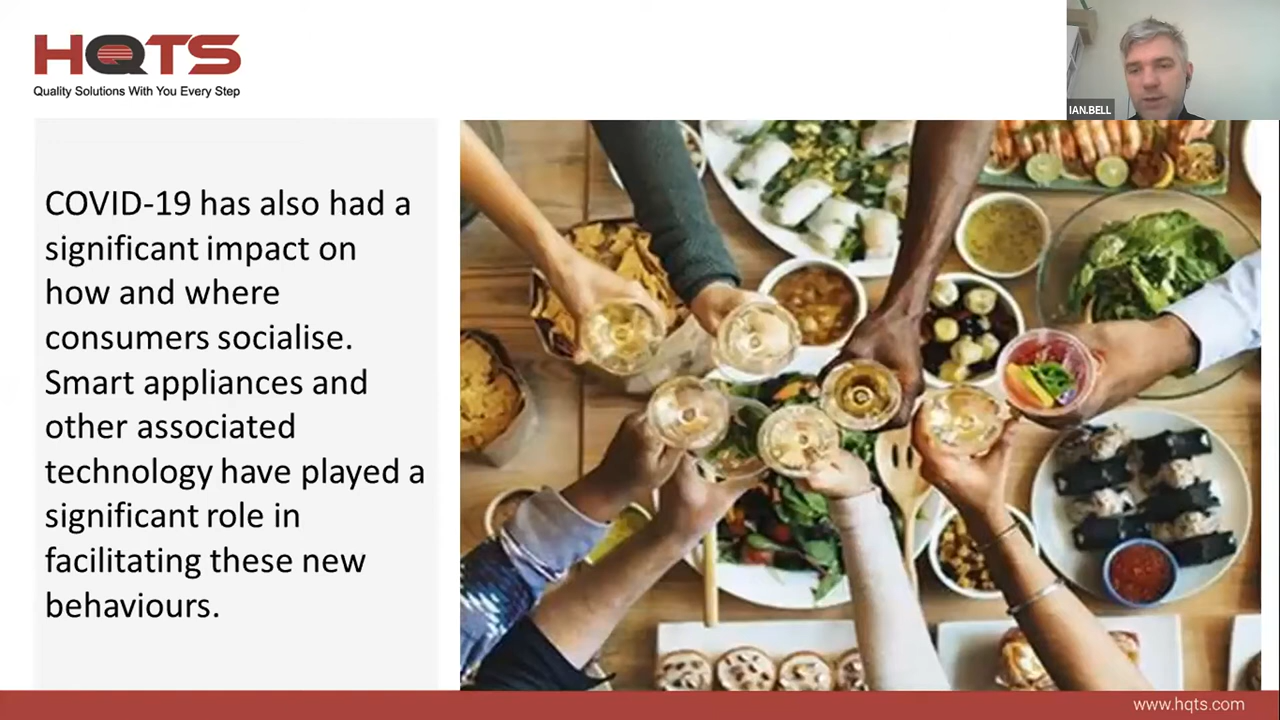 HQTS
Quality Solutions With You Every Step
IAN.BELL
COVID-19 has also had a
significant impact on
how and where
consumers socialise.
Smart appliances and
other associated
technology have played a
significant role in
facilitating these new
behaviours.
www.hqts.com